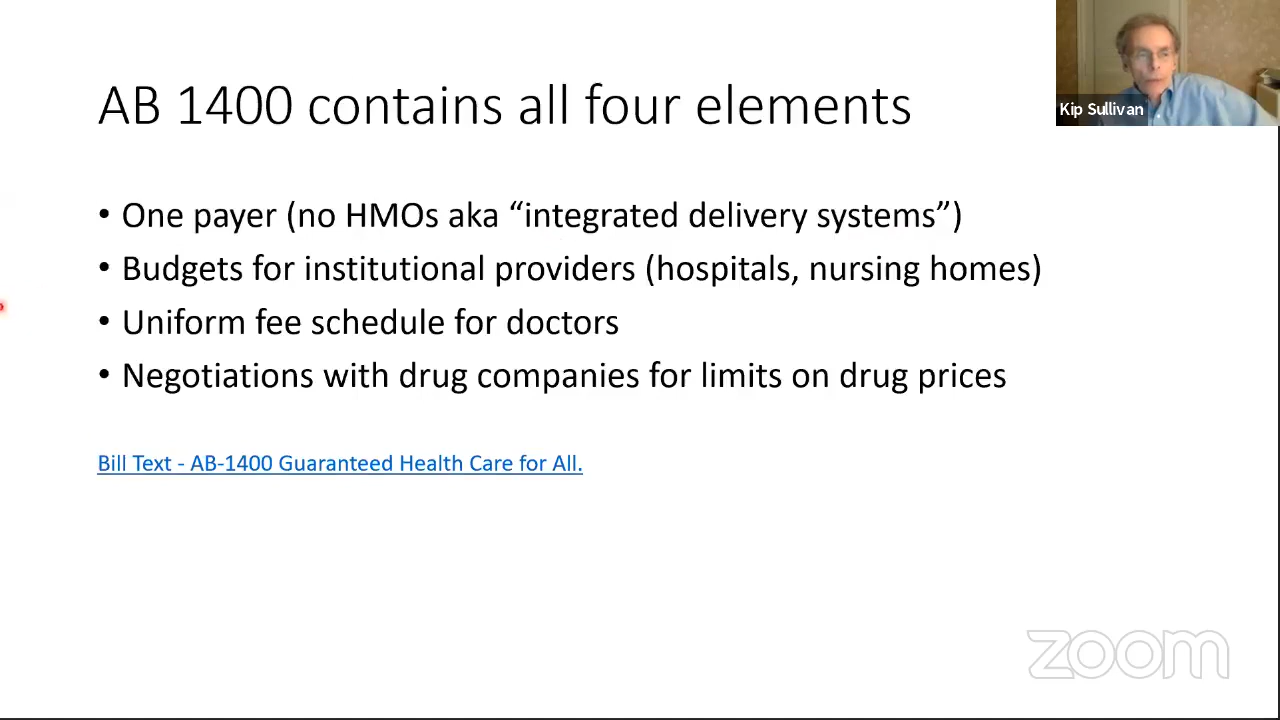 AB 1400 contains all four elements
Kip Sullivan
• One payer (no HMOs aka “integrated delivery systems”)
• Budgets for institutional providers (hospitals, nursing homes)
• Uniform fee schedule for doctors
• Negotiations with drug companies for limits on drug prices
Bill Text - AB-1400 Guaranteed Health Care for All.
zoom